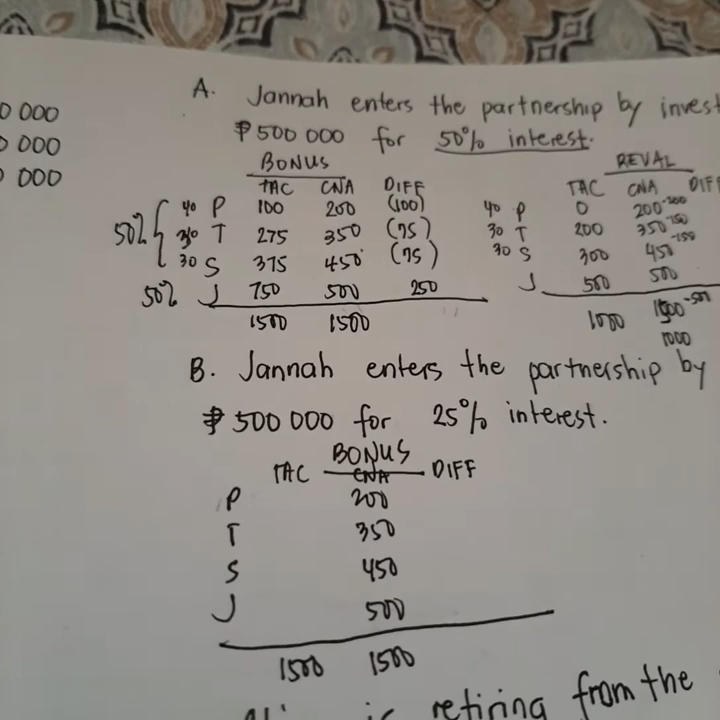 0 000
0 000
0 000
A. Jannah enters the partnership by invest
₱500 000 for 50% interest.
BONUS
TAC CNA DIFF
50% 40 P 100 200 (100)
30 T 275 350 (75)
30 S 375 450 (75)
50% J 750 500 250
1500 1500
REVAL
TAC CNA DIFF
40 P 0 200 -200
30 T 200 350 -150
30 S 300 450 -150
J 500 500
1000 1500 -500
1000
B. Jannah enters the partnership by
₱500 000 for 25% interest.
BONUS
TAC CNA DIFF
P 200
T 350
S 450
J 500
1500 1500
is retiring from the